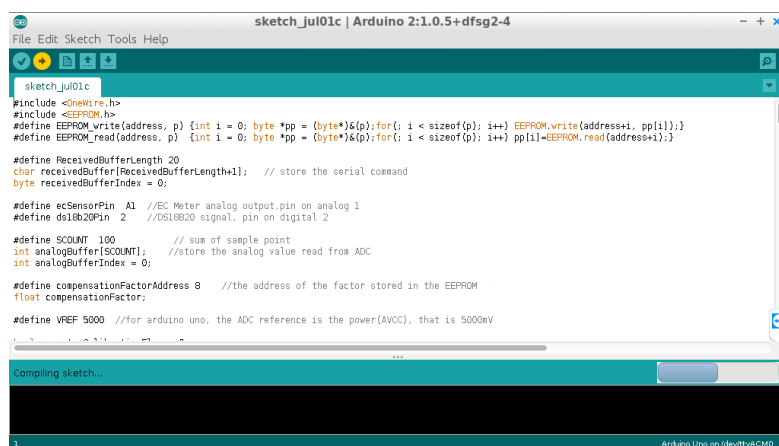 sketch_jul01c | Arduino 2:1.0.5+dfsg2-4
File Edit Sketch Tools Help
sketch_jul01c
#include <OneWire.h>
#include <EEPROM.h>
#define EEPROM_write(address, p) {int i = 0; byte *pp = (byte*)&(p);for(; i < sizeof(p); i++) EEPROM.write(address+i, pp[i]);}
#define EEPROM_read(address, p)  {int i = 0; byte *pp = (byte*)&(p);for(; i < sizeof(p); i++) pp[i]=EEPROM.read(address+i);}
#define ReceivedBufferLength 20
char receivedBuffer[ReceivedBufferLength+1];   // store the serial command
byte receivedBufferIndex = 0;
#define ecSensorPin  A1  //EC Meter analog output,pin on analog 1
#define ds18b20Pin  2   //DS18B20 signal, pin on digital 2
#define SCOUNT  100           // sum of sample point
int analogBuffer[SCOUNT];    //store the analog value read from ADC
int analogBufferIndex = 0;
#define compensationFactorAddress 8    //the address of the factor stored in the EEPROM
float compensationFactor;
#define VREF 5000  //for arduino uno, the ADC reference is the power(AVCC), that is 5000mV
Compiling sketch...
1
Arduino Uno on /dev/ttyACM0